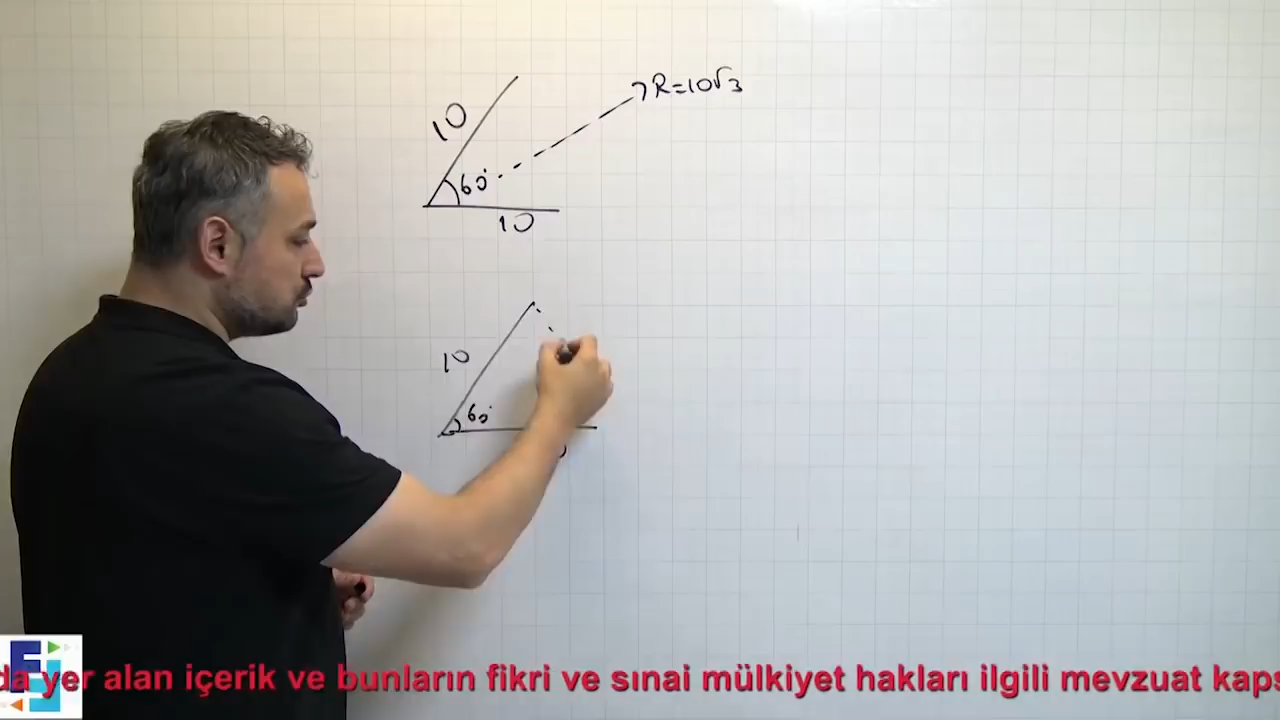 10
R=10√3
60°
10
10
60°
da yer alan içerik ve bunların fikri ve sınai mülkiyet hakları ilgili mevzuat kaps